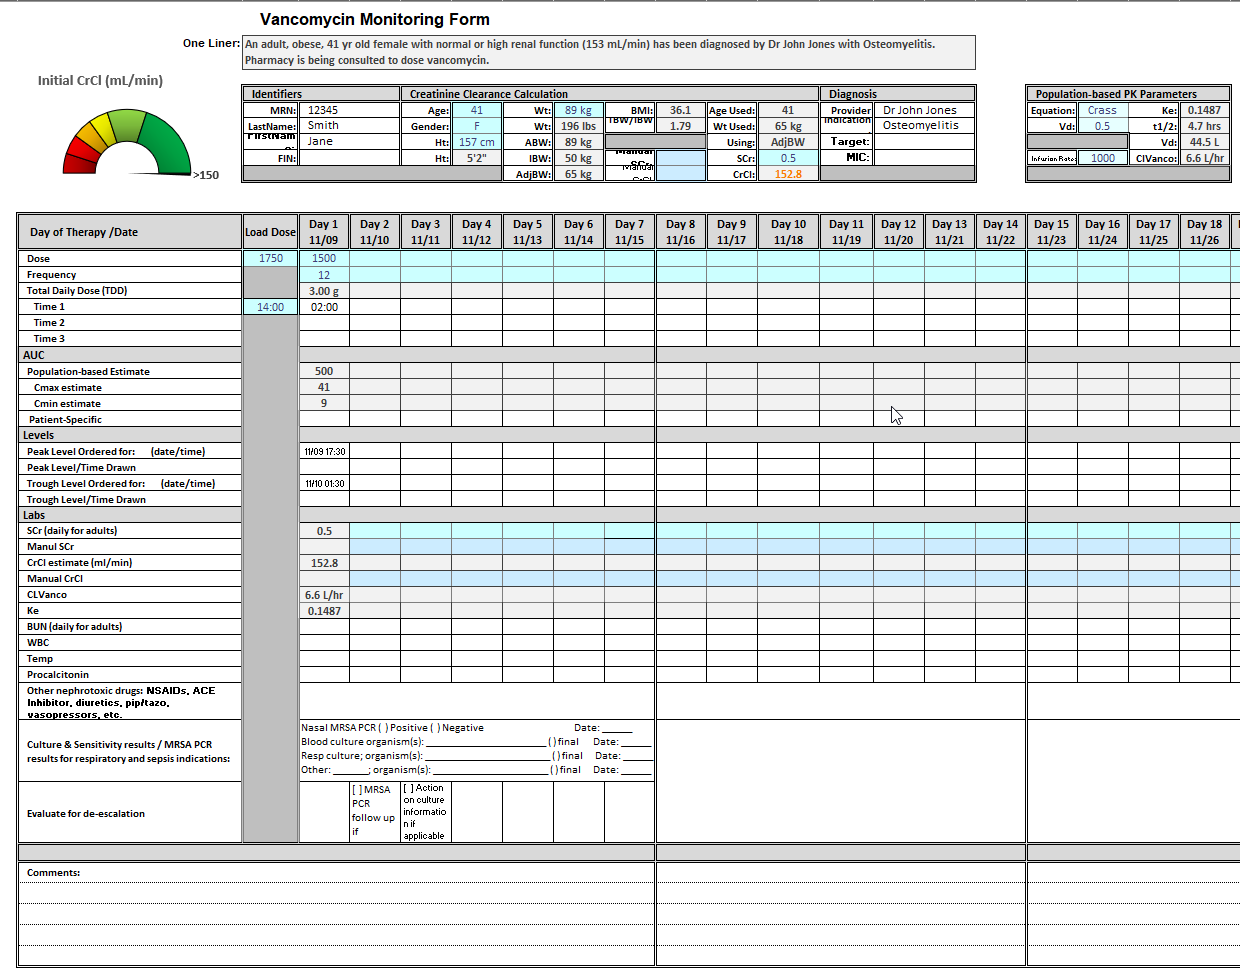 Vancomycin Monitoring Form
One Liner: An adult, obese, 41 yr old female with normal or high renal function (153 mL/min) has been diagnosed by Dr John Jones with Osteomyelitis.
Pharmacy is being consulted to dose vancomycin.
Initial CrCl (mL/min)
>150
Identifiers Creatinine Clearance Calculation Diagnosis Population-based PK Parameters
MRN: 12345 Age: 41 Wt: 89 kg BMI: 36.1 Age Used: 41 Provider Dr John Jones Equation: Crass Ke: 0.1487
LastName: Smith Gender: F Wt: 196 lbs IBW/IBW 1.79 Wt Used: 65 kg Indication Osteomyelitis Vd: 0.5 t1/2: 4.7 hrs
Jane Ht: 157 cm ABW: 89 kg Using: AdjBW Target: Vd: 44.5 L
FIN: Ht: 5'2" IBW: 50 kg Manual SCr: SCr: 0.5 MIC: Infusion Rate: 1000 ClVanco: 6.6 L/hr
AdjBW: 65 kg Manual CrCl CrCl: 152.8
Day of Therapy /Date Load Dose Day 1 Day 2 Day 3 Day 4 Day 5 Day 6 Day 7 Day 8 Day 9 Day 10 Day 11 Day 12 Day 13 Day 14 Day 15 Day 16 Day 17 Day 18
11/09 11/10 11/11 11/12 11/13 11/14 11/15 11/16 11/17 11/18 11/19 11/20 11/21 11/22 11/23 11/24 11/25 11/26
Dose 1750 1500
Frequency 12
Total Daily Dose (TDD) 3.00 g
Time 1 14:00 02:00
Time 2
Time 3
AUC
Population-based Estimate 500
Cmax estimate 41
Cmin estimate 9
Patient-Specific
Levels
Peak Level Ordered for: (date/time) 11/09 17:30
Peak Level/Time Drawn
Trough Level Ordered for: (date/time) 11/10 01:30
Trough Level/Time Drawn
Labs
SCr (daily for adults) 0.5
Manul SCr
CrCl estimate (ml/min) 152.8
Manual CrCl
CLVanco 6.6 L/hr
Ke 0.1487
BUN (daily for adults)
WBC
Temp
Procalcitonin
Other nephrotoxic drugs: NSAIDs, ACE
Inhibitor, diuretics, pip/tazo,
vasopressors, etc.
Culture & Sensitivity results / MRSA PCR
results for respiratory and sepsis indications:
Nasal MRSA PCR ( ) Positive ( ) Negative Date: ______
Blood culture organism(s): ______________________ ( ) final Date: ______
Resp culture; organism(s): ______________________ ( ) final Date: ______
Other: _______; organism(s): _____________________ ( ) final Date: ______
Evaluate for de-escalation
[ ] MRSA
PCR
follow up
if
[ ] Action
on culture
informatio
n if
applicable
Comments: